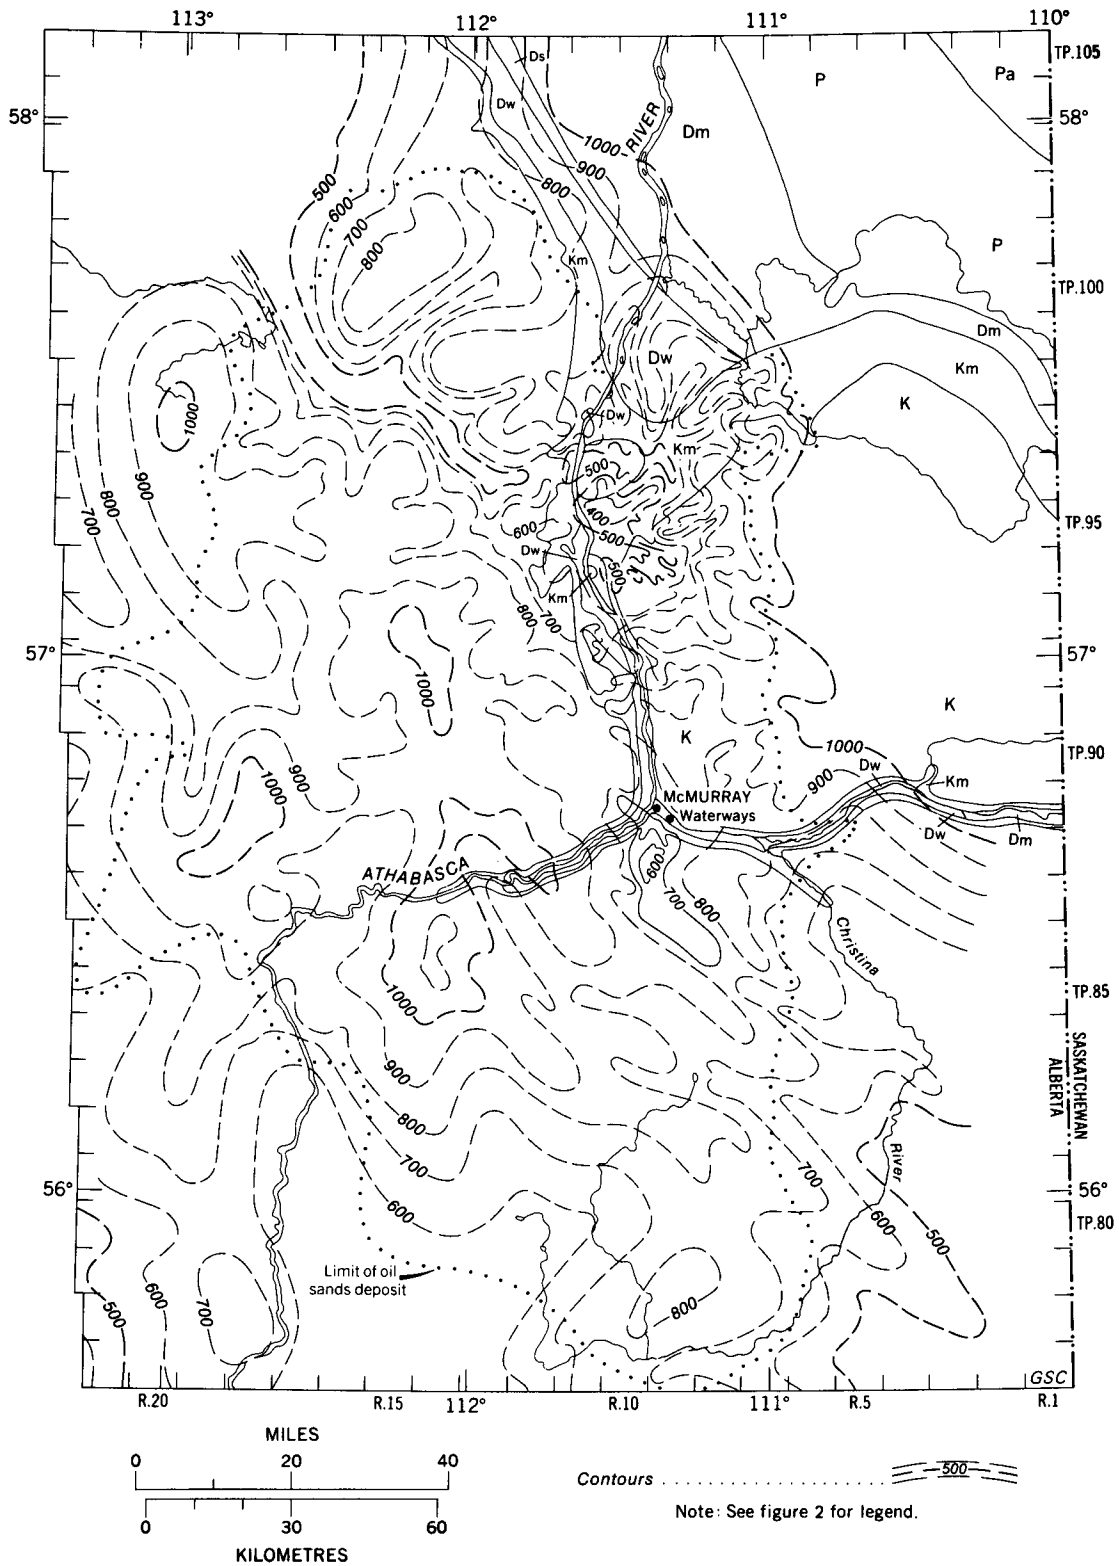 113° 112° 111° 110°
TP.105
58° 58°
Ds
Dw
P
Pa
RIVER
Dm
1000
900
800
500
600
700
800
Km
P
TP.100
Dm
Km
K
Dw
Dw
1000
900
800
700
Km
500
400
500
600
Dw
500
Km
TP.95
700
800
57° 57°
1000
K
K
1000
TP.90
900
1000
900
Dw
Km
Dw
Dm
McMURRAY
Waterways
ATHABASCA
600
700
800
Christina
1000
TP.85
900
800
700
600
SASKATCHEWAN
ALBERTA
River
56° 56°
700
600
500
TP.80
Limit of oil
sands deposit
600
500
700
800
GSC
R.20 R.15 112° R.10 111° R.5 R.1
MILES
0 20 40
0 30 60
KILOMETRES
Contours 500
Note: See figure 2 for legend.